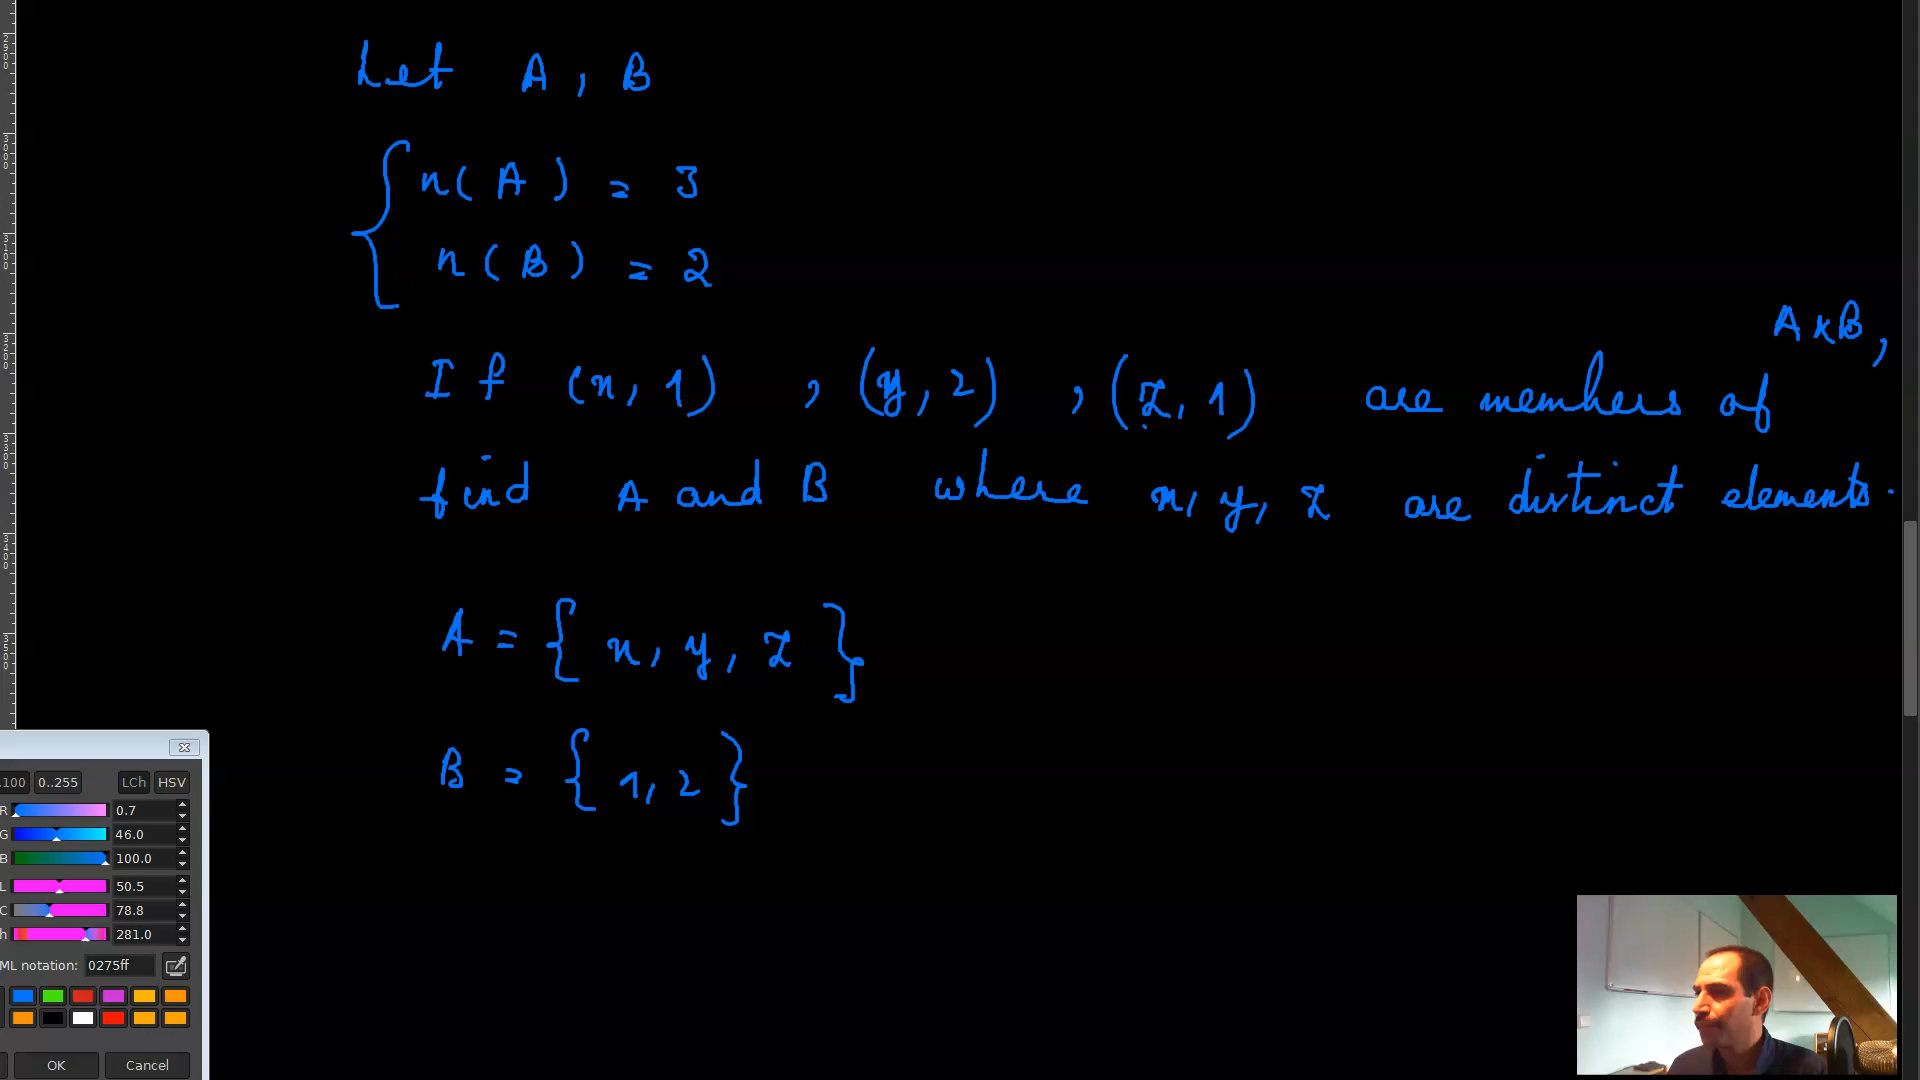 Let A, B
n(A) = 3
n(B) = 2
If (x, 1), (y, 2), (z, 1) are members of A×B,
find A and B where x, y, z are distinct elements.
A = { x, y, z }
B = { 1, 2 }
.100 0..255 LCh HSV
R 0.7
G 46.0
B 100.0
L 50.5
C 78.8
h 281.0
ML notation: 0275ff
OK Cancel